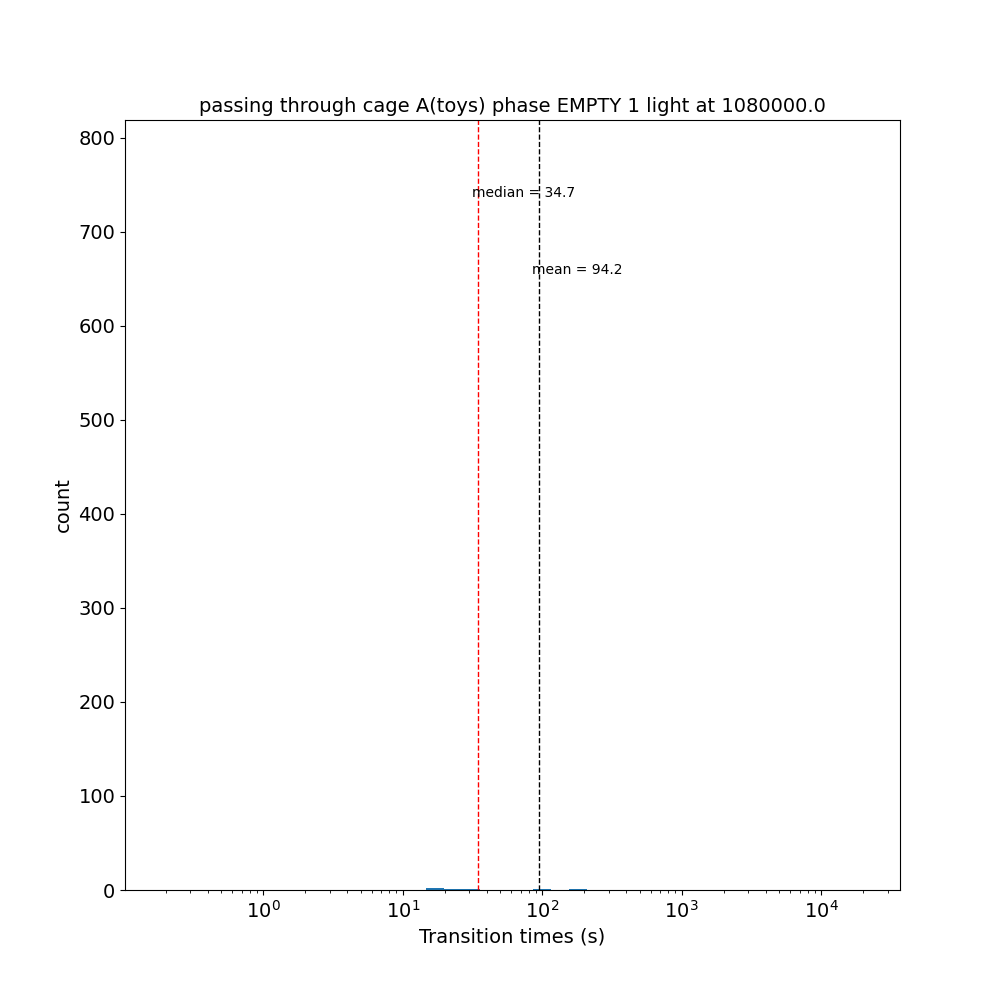 passing through cage A(toys) phase EMPTY 1 light at 1080000.0
800
median = 34.7
700
mean = 94.2
600
500
count
400
300
200
100
0
10⁰ 10¹ 10² 10³ 10⁴
Transition times (s)